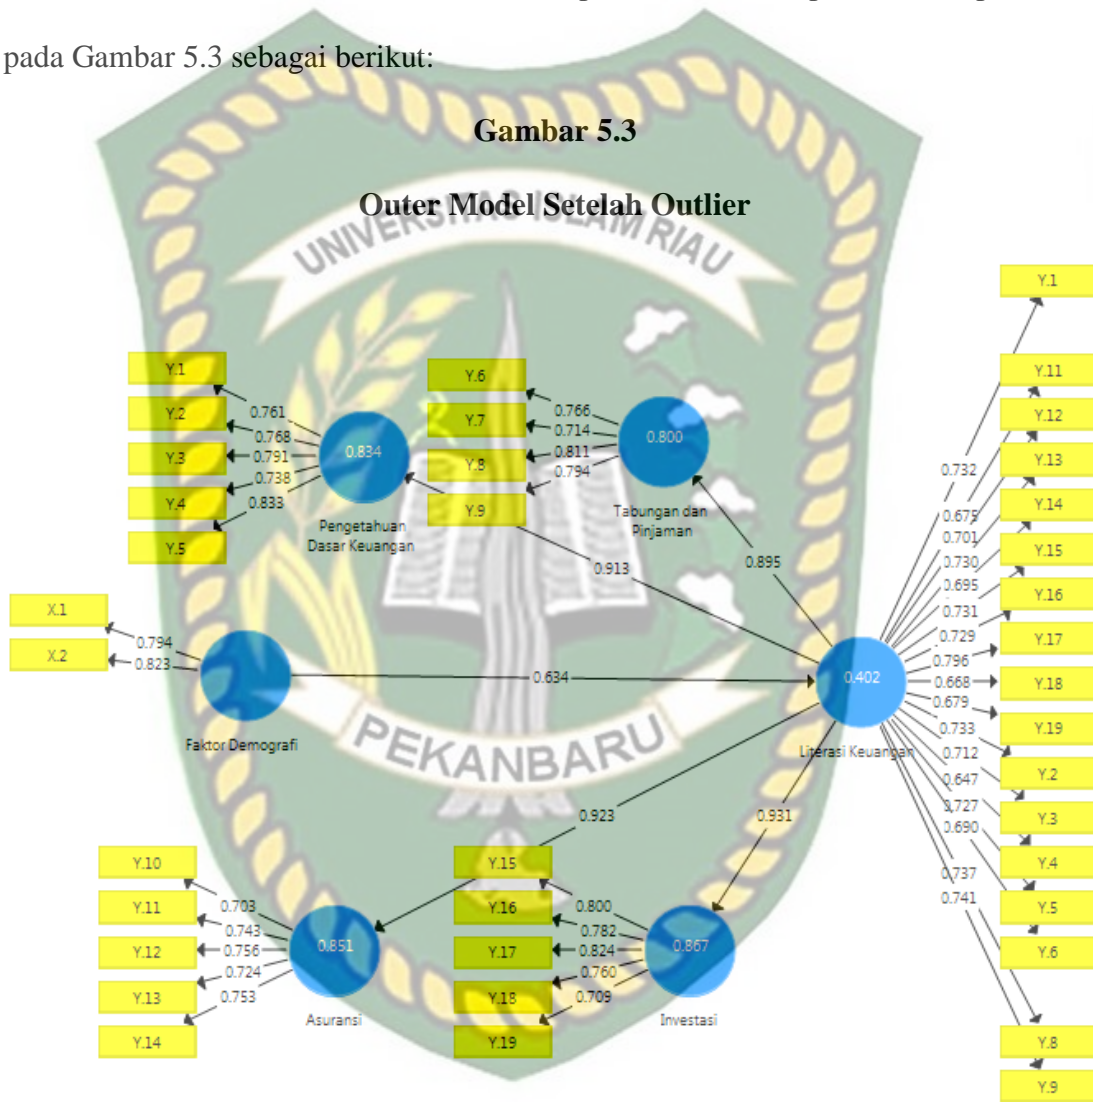 pada Gambar 5.3 sebagai berikut:
Gambar 5.3
Outer Model Setelah Outlier
UNIVERSITAS ISLAM RIAU
Y.1
Y.2
Y.3
Y.4
Y.5
0.761
0.768
0.791
0.738
0.833
0.834
Pengetahuan
Dasar Keuangan
Y.6
Y.7
Y.8
Y.9
0.766
0.714
0.811
0.794
0.800
Tabungan dan
Pinjaman
0.913
0.895
X.1
X.2
0.794
0.823
Faktor Demografi
0.634
0.402
Literasi Keuangan
PEKANBARU
0.923
0.931
Y.10
Y.11
Y.12
Y.13
Y.14
0.703
0.743
0.756
0.724
0.753
0.851
Asuransi
Y.15
Y.16
Y.17
Y.18
Y.19
0.800
0.782
0.824
0.760
0.709
0.867
Investasi
0.732
0.675
0.701
0.730
0.695
0.731
0.729
0.796
0.668
0.679
0.733
0.712
0.647
0.727
0.690
0.737
0.741
Y.1
Y.11
Y.12
Y.13
Y.14
Y.15
Y.16
Y.17
Y.18
Y.19
Y.2
Y.3
Y.4
Y.5
Y.6
Y.8
Y.9